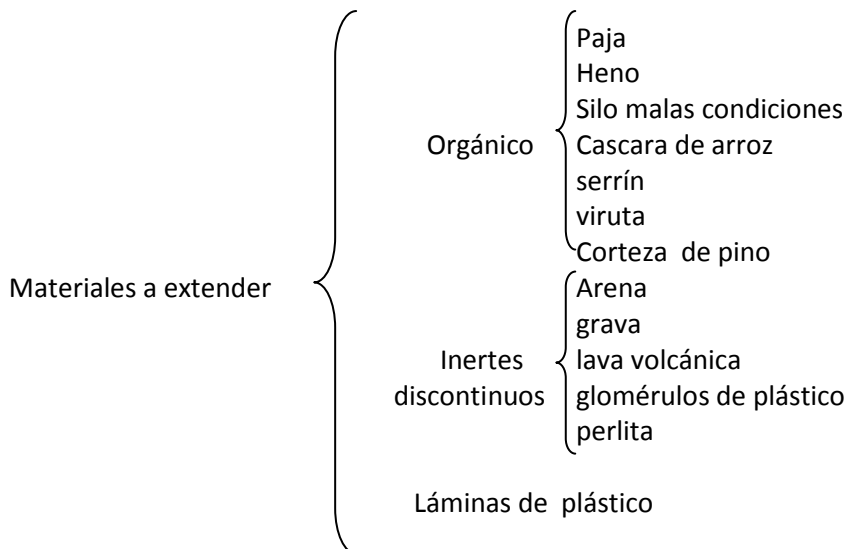 Materiales a extender
Orgánico
Paja
Heno
Silo malas condiciones
Cascara de arroz
serrín
viruta
Corteza  de pino
Inertes
discontinuos
Arena
grava
lava volcánica
glomérulos de plástico
perlita
Láminas de  plástico